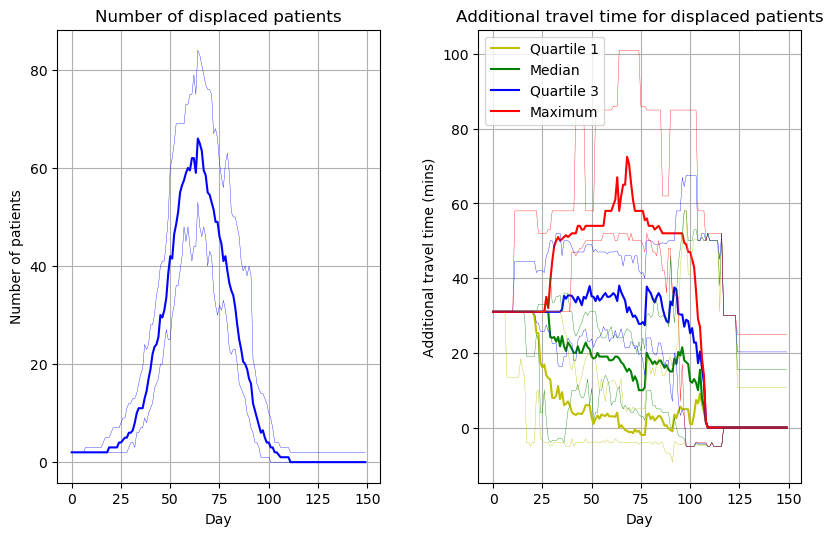 Number of displaced patients
Number of patients
80
60
40
20
0
0 25 50 75 100 125 150
Day
Additional travel time for displaced patients
Additional travel time (mins)
100
80
60
40
20
0
Quartile 1
Median
Quartile 3
Maximum
0 25 50 75 100 125 150
Day